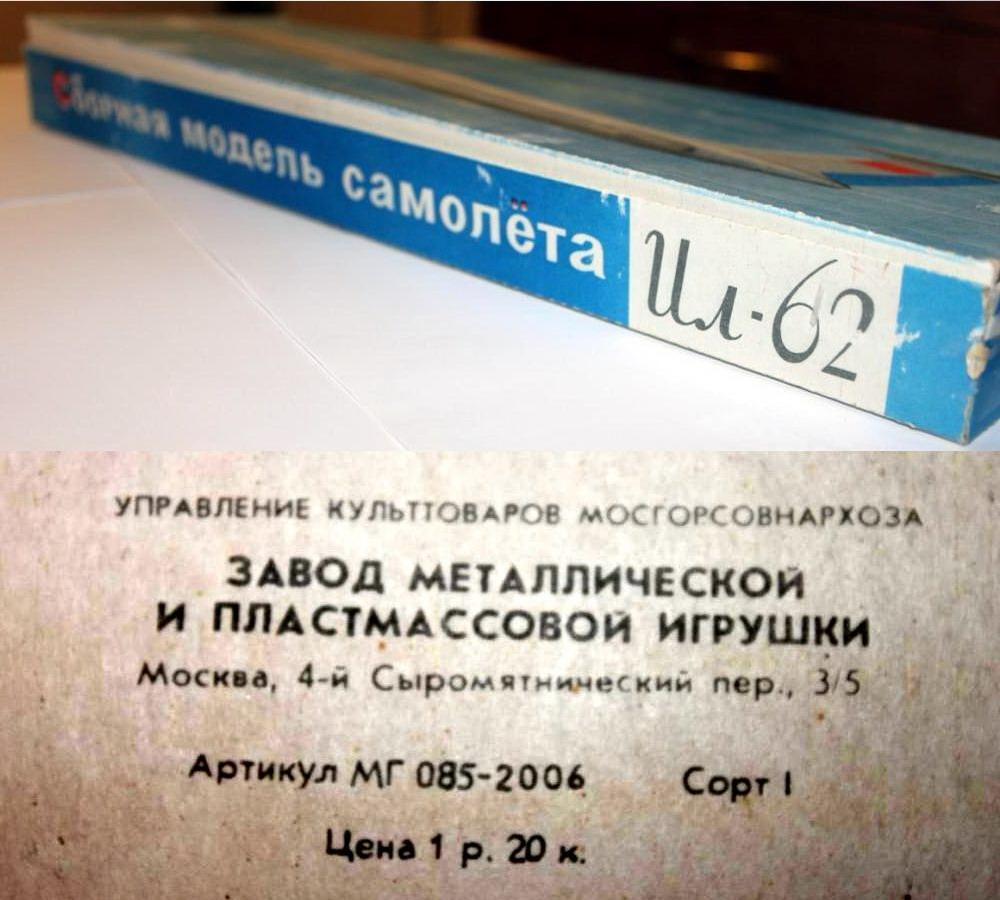 Сборная модель самолёта Ил-62
УПРАВЛЕНИЕ КУЛЬТТОВАРОВ МОСГОРСОВНАРХОЗА
ЗАВОД МЕТАЛЛИЧЕСКОЙ
И ПЛАСТМАССОВОЙ ИГРУШКИ
Москва, 4-й Сыромятнический пер., 3/5
Артикул МГ 085-2006 Сорт I
Цена 1 р. 20 к.